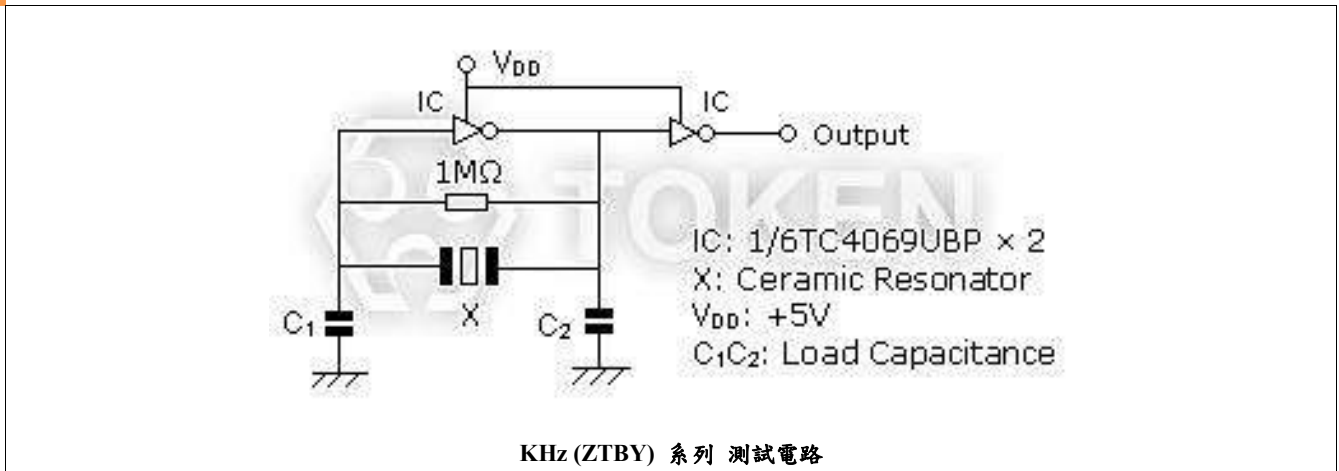 VDD
IC
IC
Output
1MΩ
TOKEN
IC: 1/6TC4069UBP × 2
X: Ceramic Resonator
VDD: +5V
C1C2: Load Capacitance
C1
X
C2
KHz (ZTBY) 系列 測試電路